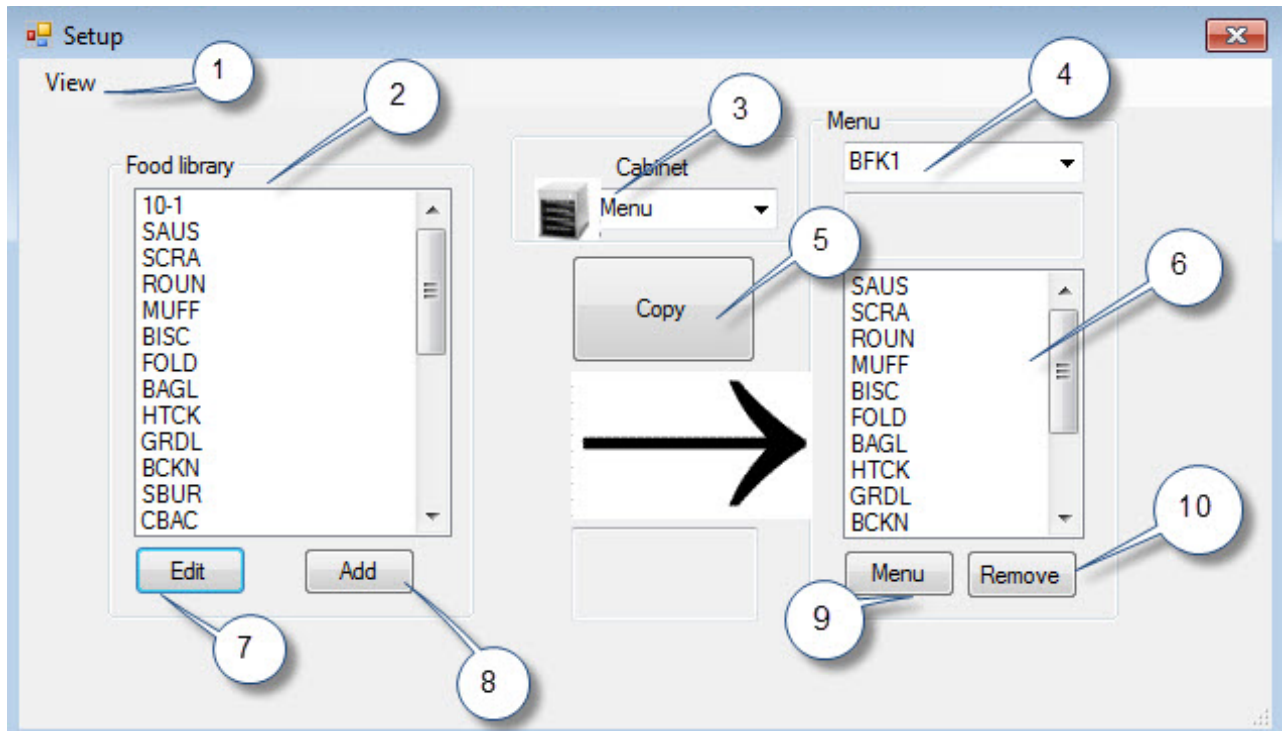 Setup
View
1
2
3
4
5
6
7
8
9
10
Food library
10-1
SAUS
SCRA
ROUN
MUFF
BISC
FOLD
BAGL
HTCK
GRDL
BCKN
SBUR
CBAC
Edit
Add
Cabinet
Menu
Copy
Menu
BFK1
SAUS
SCRA
ROUN
MUFF
BISC
FOLD
BAGL
HTCK
GRDL
BCKN
Menu
Remove